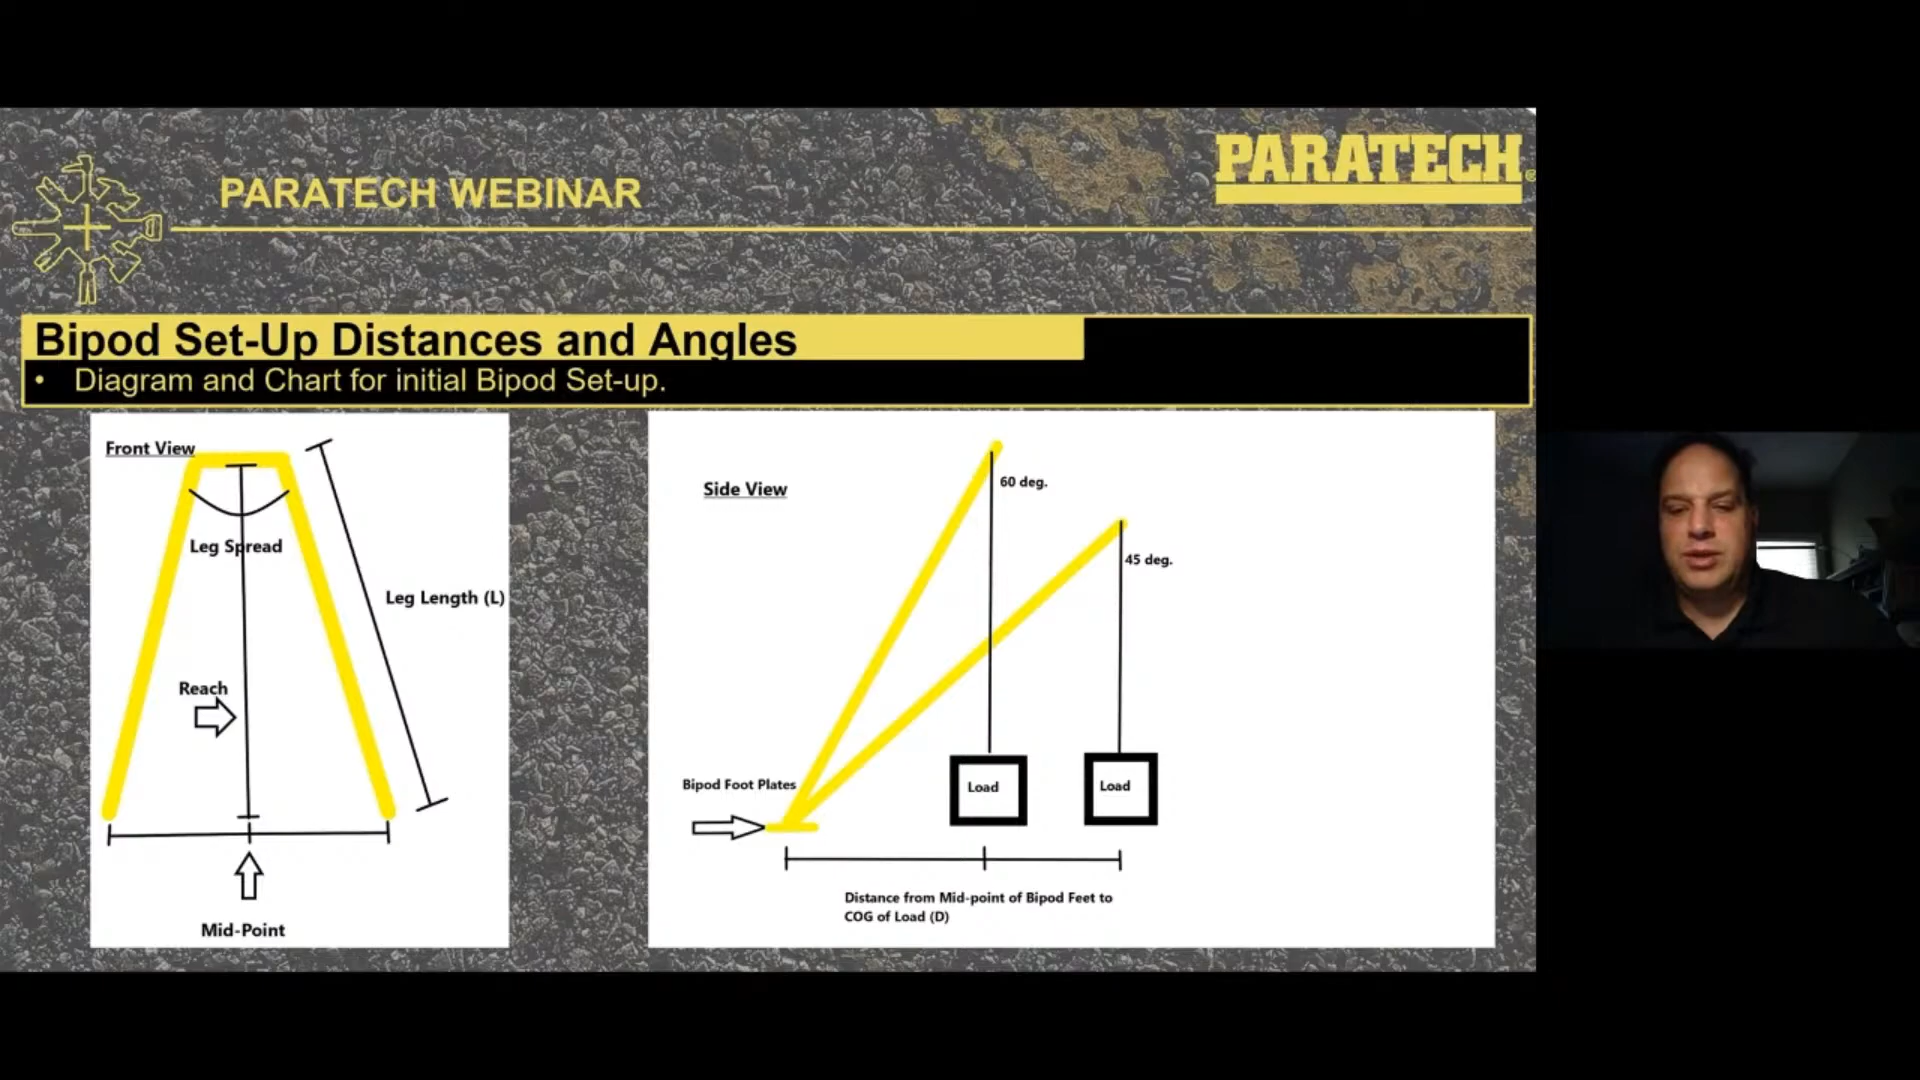 PARATECH WEBINAR
PARATECH
Bipod Set-Up Distances and Angles
• Diagram and Chart for initial Bipod Set-up.
Front View
Leg Spread
Leg Length (L)
Reach
Mid-Point
Side View
60 deg.
45 deg.
Bipod Foot Plates
Load
Load
Distance from Mid-point of Bipod Feet to
COG of Load (D)